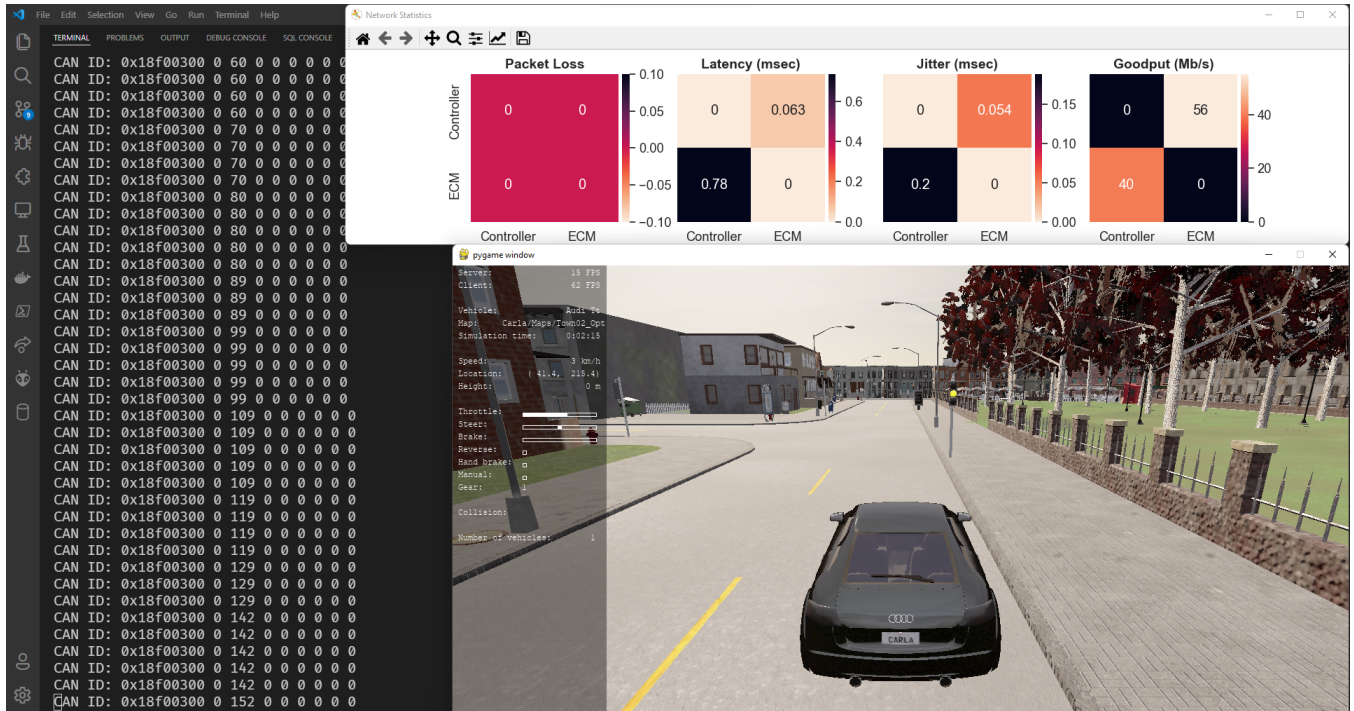 File Edit Selection View Go Run Terminal Help
TERMINAL PROBLEMS OUTPUT DEBUG CONSOLE SQL CONSOLE
9
CAN ID: 0x18f00300 0 60 0 0 0 0 0 0
CAN ID: 0x18f00300 0 60 0 0 0 0 0 0
CAN ID: 0x18f00300 0 60 0 0 0 0 0 0
CAN ID: 0x18f00300 0 60 0 0 0 0 0 0
CAN ID: 0x18f00300 0 70 0 0 0 0 0 0
CAN ID: 0x18f00300 0 70 0 0 0 0 0 0
CAN ID: 0x18f00300 0 70 0 0 0 0 0 0
CAN ID: 0x18f00300 0 70 0 0 0 0 0 0
CAN ID: 0x18f00300 0 80 0 0 0 0 0 0
CAN ID: 0x18f00300 0 80 0 0 0 0 0 0
CAN ID: 0x18f00300 0 80 0 0 0 0 0 0
CAN ID: 0x18f00300 0 80 0 0 0 0 0 0
CAN ID: 0x18f00300 0 80 0 0 0 0 0 0
CAN ID: 0x18f00300 0 89 0 0 0 0 0 0
CAN ID: 0x18f00300 0 89 0 0 0 0 0 0
CAN ID: 0x18f00300 0 89 0 0 0 0 0 0
CAN ID: 0x18f00300 0 99 0 0 0 0 0 0
CAN ID: 0x18f00300 0 99 0 0 0 0 0 0
CAN ID: 0x18f00300 0 99 0 0 0 0 0 0
CAN ID: 0x18f00300 0 99 0 0 0 0 0 0
CAN ID: 0x18f00300 0 99 0 0 0 0 0 0
CAN ID: 0x18f00300 0 109 0 0 0 0 0 0
CAN ID: 0x18f00300 0 109 0 0 0 0 0 0
CAN ID: 0x18f00300 0 109 0 0 0 0 0 0
CAN ID: 0x18f00300 0 109 0 0 0 0 0 0
CAN ID: 0x18f00300 0 109 0 0 0 0 0 0
CAN ID: 0x18f00300 0 119 0 0 0 0 0 0
CAN ID: 0x18f00300 0 119 0 0 0 0 0 0
CAN ID: 0x18f00300 0 119 0 0 0 0 0 0
CAN ID: 0x18f00300 0 119 0 0 0 0 0 0
CAN ID: 0x18f00300 0 129 0 0 0 0 0 0
CAN ID: 0x18f00300 0 129 0 0 0 0 0 0
CAN ID: 0x18f00300 0 129 0 0 0 0 0 0
CAN ID: 0x18f00300 0 142 0 0 0 0 0 0
CAN ID: 0x18f00300 0 142 0 0 0 0 0 0
CAN ID: 0x18f00300 0 142 0 0 0 0 0 0
CAN ID: 0x18f00300 0 142 0 0 0 0 0 0
CAN ID: 0x18f00300 0 142 0 0 0 0 0 0
CAN ID: 0x18f00300 0 152 0 0 0 0 0 0
Network Statistics
Packet Loss
Controller
ECM
0 0
0 0
Controller ECM
0.10
0.05
0.00
−0.05
−0.10
Latency (msec)
0 0.063
0.78 0
Controller ECM
0.6
0.4
0.2
0.0
Jitter (msec)
0 0.054
0.2 0
Controller ECM
0.15
0.10
0.05
0.00
Goodput (Mb/s)
0 56
40 0
Controller ECM
40
20
0
pygame window
Server: 15 FPS
Client: 62 FPS
Vehicle: Audi Tt
Map: Carla/Maps/Town02_Opt
Simulation time: 0:02:15
Speed: 3 km/h
Location: ( 41.4, 215.4)
Height: 0 m
Throttle:
Steer:
Brake:
Reverse:
Hand brake:
Manual:
Gear: 1
Collision:
Number of vehicles: 1
CARLA